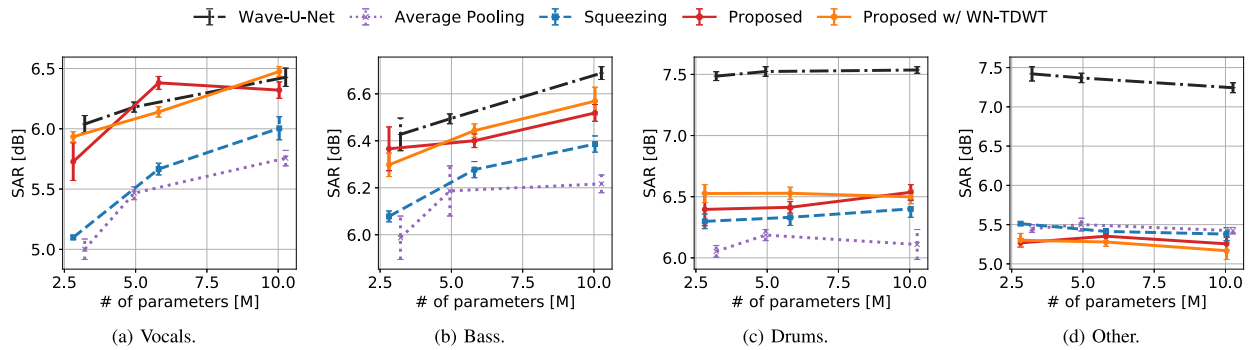 Wave-U-Net Average Pooling Squeezing Proposed Proposed w/ WN-TDWT
6.5
6.0
5.5
5.0
SAR [dB]
2.5 5.0 7.5 10.0
# of parameters [M]
(a) Vocals.
6.6
6.4
6.2
6.0
SAR [dB]
2.5 5.0 7.5 10.0
# of parameters [M]
(b) Bass.
7.5
7.0
6.5
6.0
SAR [dB]
2.5 5.0 7.5 10.0
# of parameters [M]
(c) Drums.
7.5
7.0
6.5
6.0
5.5
5.0
SAR [dB]
2.5 5.0 7.5 10.0
# of parameters [M]
(d) Other.